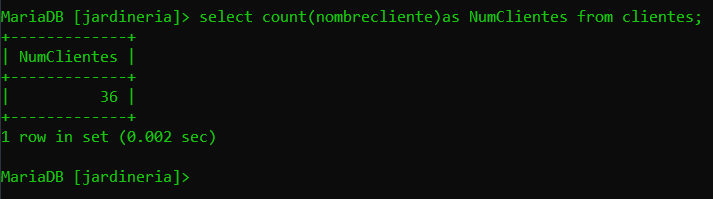 MariaDB [jardineria]> select count(nombrecliente)as NumClientes from clientes;
+-------------+
| NumClientes |
+-------------+
|          36 |
+-------------+
1 row in set (0.002 sec)
MariaDB [jardineria]>